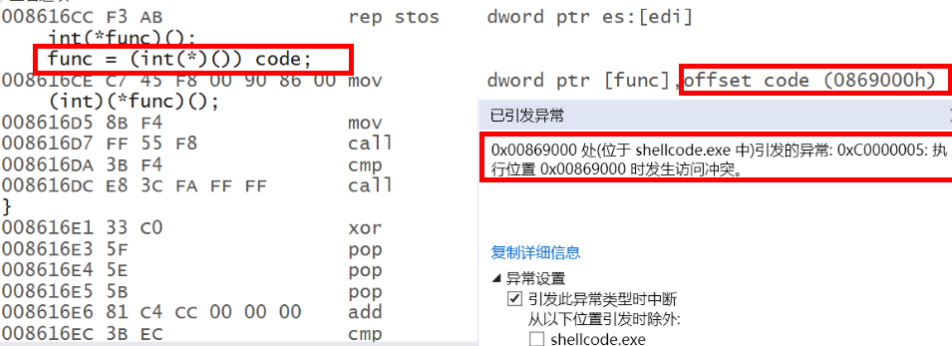 008616CC F3 AB rep stos dword ptr es:[edi]
int(*func)();
func = (int(*)()) code;
008616CE C7 45 F8 00 90 86 00 mov dword ptr [func],offset code (0869000h)
(int)(*func)();
008616D5 8B F4 mov
008616D7 FF 55 F8 call
008616DA 3B F4 cmp
008616DC E8 3C FA FF FF call
}
008616E1 33 C0 xor
008616E3 5F pop
008616E4 5E pop
008616E5 5B pop
008616E6 81 C4 CC 00 00 00 add
008616EC 3B EC cmp
已引发异常
0x00869000 处(位于 shellcode.exe 中)引发的异常: 0xC0000005: 执
行位置 0x00869000 时发生访问冲突。
复制详细信息
异常设置
引发此异常类型时中断
从以下位置引发时除外:
shellcode.exe